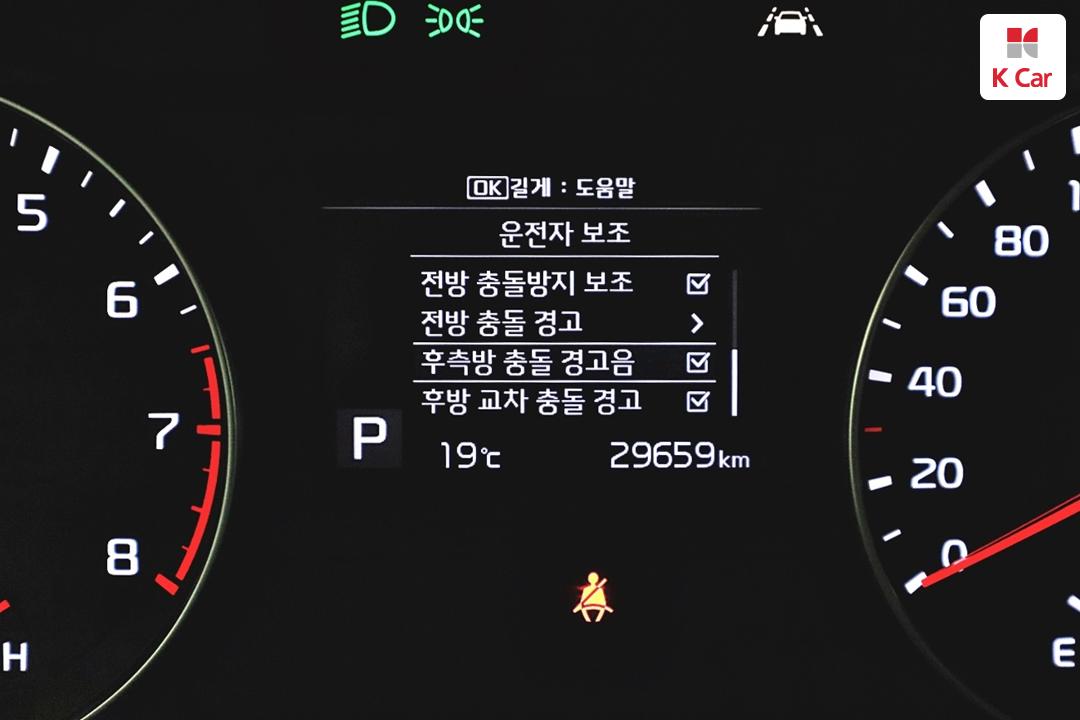 K Car
OK 길게 : 도움말
운전자 보조
전방 충돌방지 보조
전방 충돌 경고
후측방 충돌 경고음
후방 교차 충돌 경고
P
19℃
29659km
5
6
7
8
H
80
60
40
20
0
E